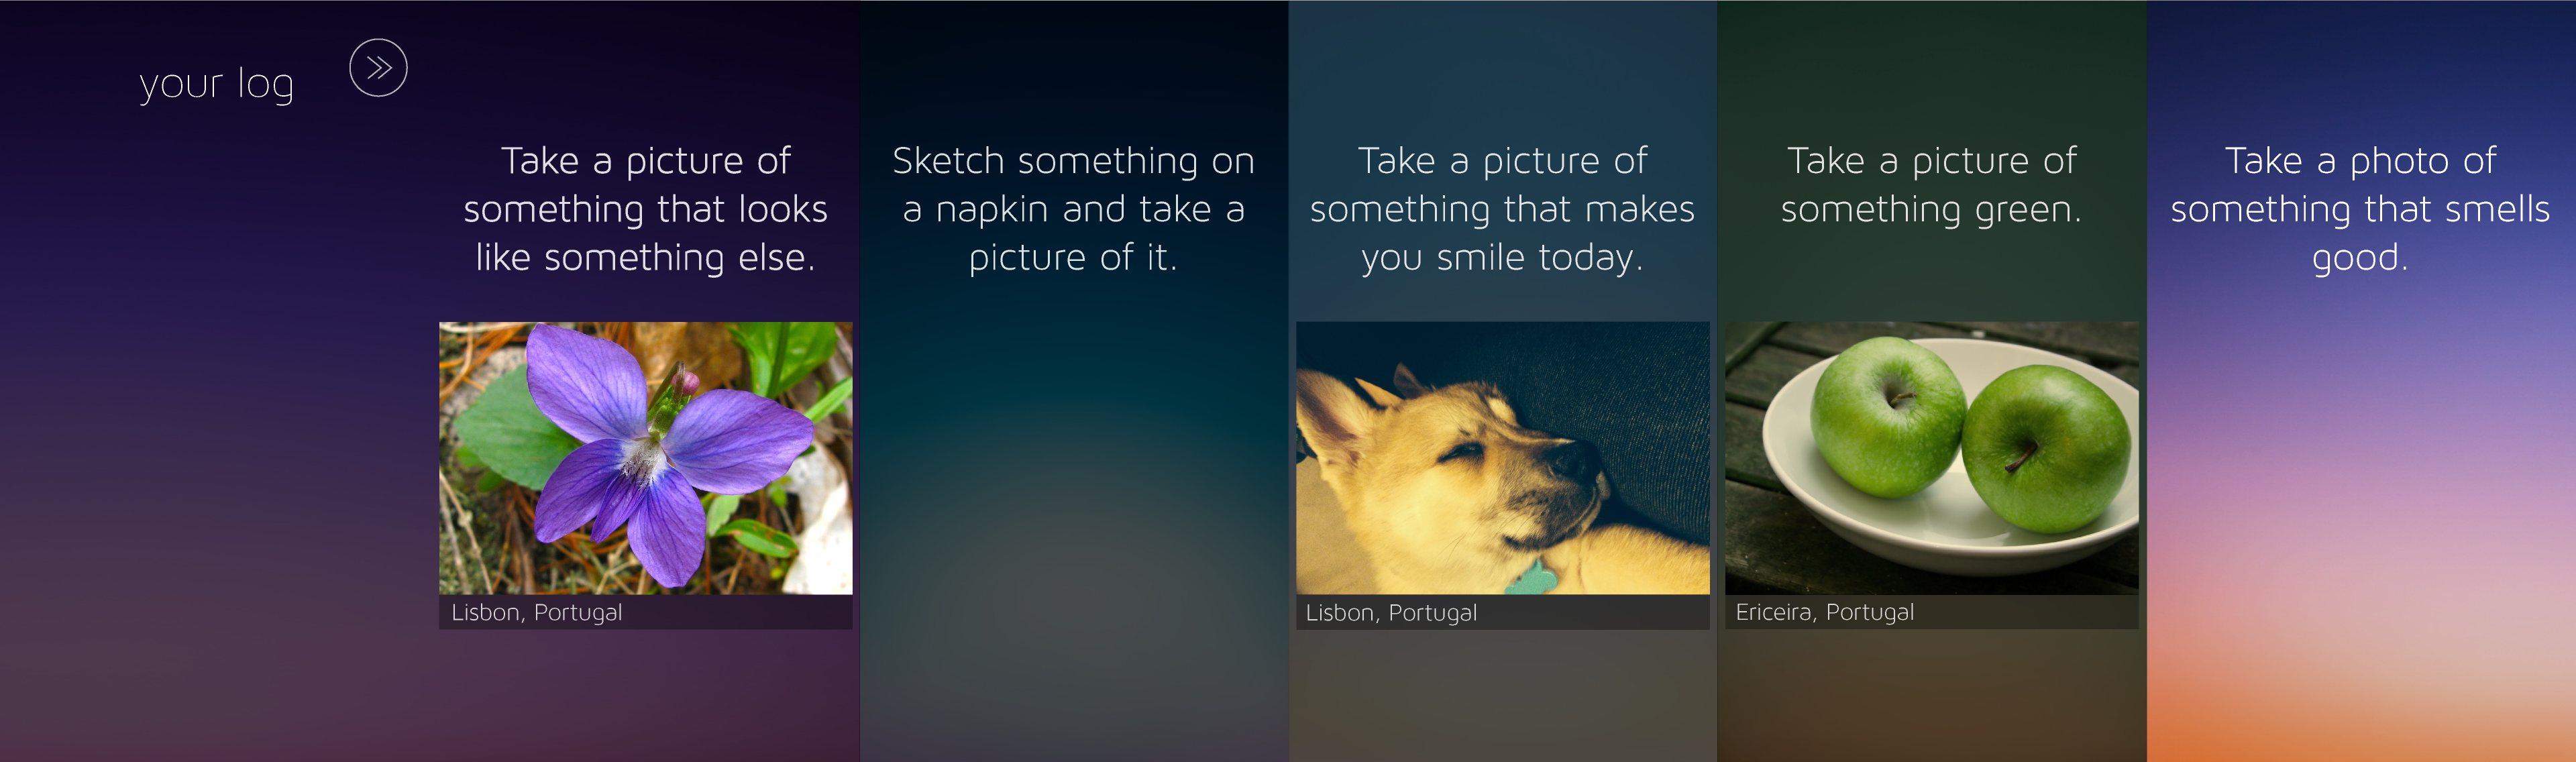 your log
Take a picture of
something that looks
like something else.
Lisbon, Portugal
Sketch something on
a napkin and take a
picture of it.
Take a picture of
something that makes
you smile today.
Lisbon, Portugal
Take a picture of
something green.
Ericeira, Portugal
Take a photo of
something that smells
good.